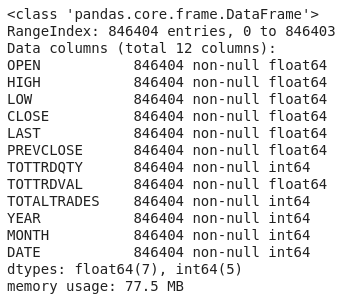 <class 'pandas.core.frame.DataFrame'>
RangeIndex: 846404 entries, 0 to 846403
Data columns (total 12 columns):
OPEN           846404 non-null float64
HIGH           846404 non-null float64
LOW            846404 non-null float64
CLOSE          846404 non-null float64
LAST           846404 non-null float64
PREVCLOSE      846404 non-null float64
TOTTRDQTY      846404 non-null int64
TOTTRDVAL      846404 non-null float64
TOTALTRADES    846404 non-null int64
YEAR           846404 non-null int64
MONTH          846404 non-null int64
DATE           846404 non-null int64
dtypes: float64(7), int64(5)
memory usage: 77.5 MB